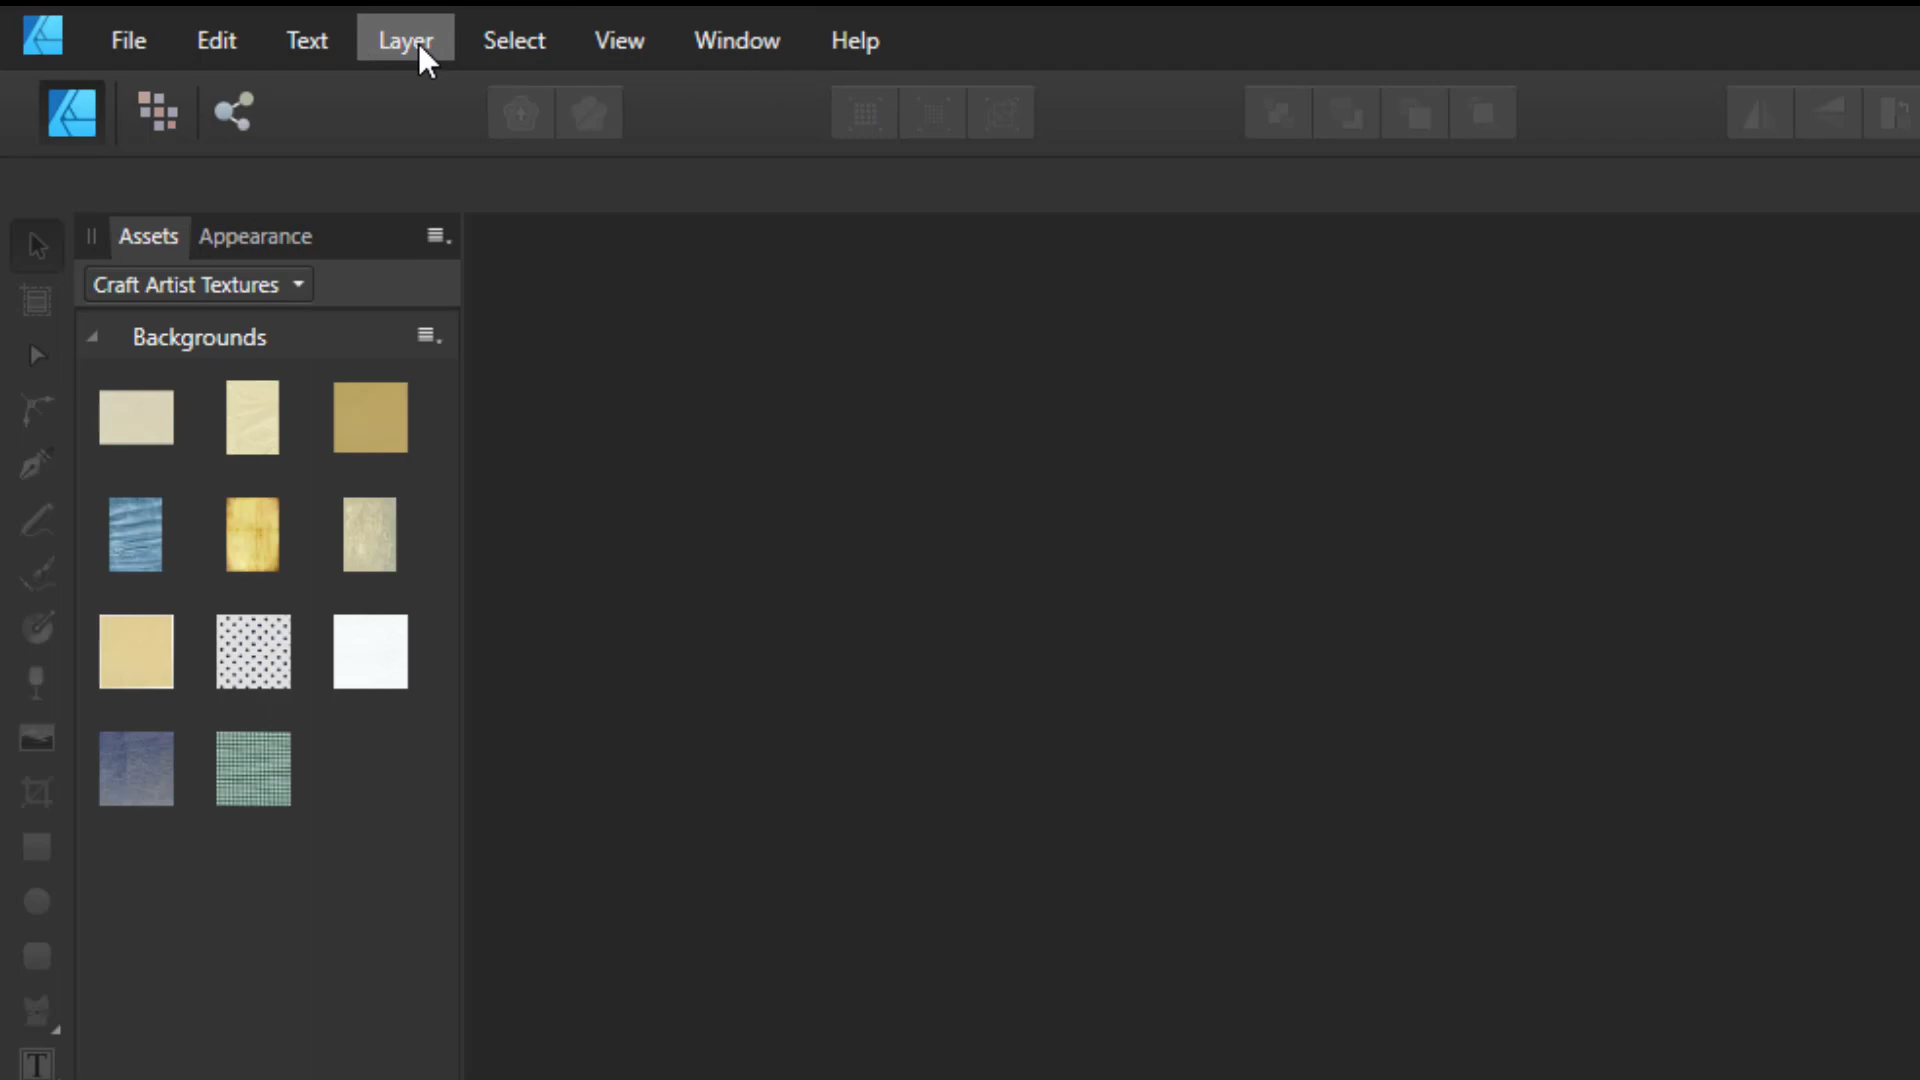 File Edit Text Layer Select View Window Help
Assets Appearance
Craft Artist Textures
Backgrounds
T